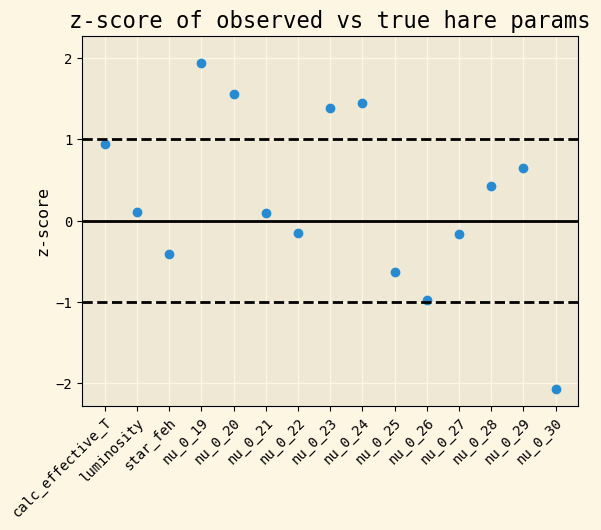 z-score of observed vs true hare params
z-score
2
1
0
−1
−2
calc_effective_T
luminosity
star_feh
nu_0_19
nu_0_20
nu_0_21
nu_0_22
nu_0_23
nu_0_24
nu_0_25
nu_0_26
nu_0_27
nu_0_28
nu_0_29
nu_0_30